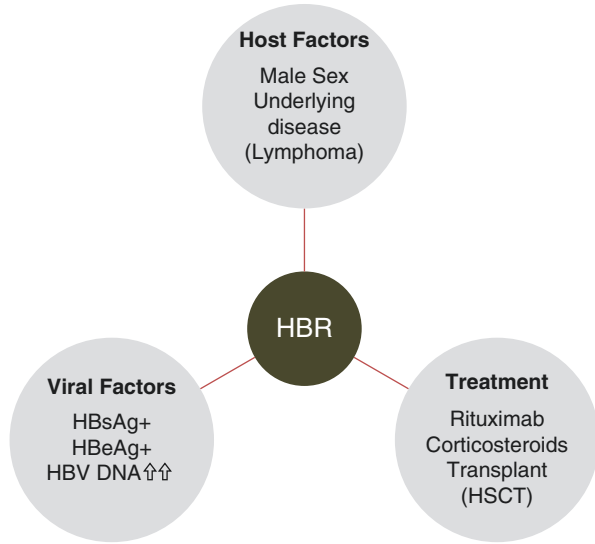 Host Factors
Male Sex
Underlying
disease
(Lymphoma)
HBR
Viral Factors
HBsAg+
HBeAg+
HBV DNA⇧⇧
Treatment
Rituximab
Corticosteroids
Transplant
(HSCT)